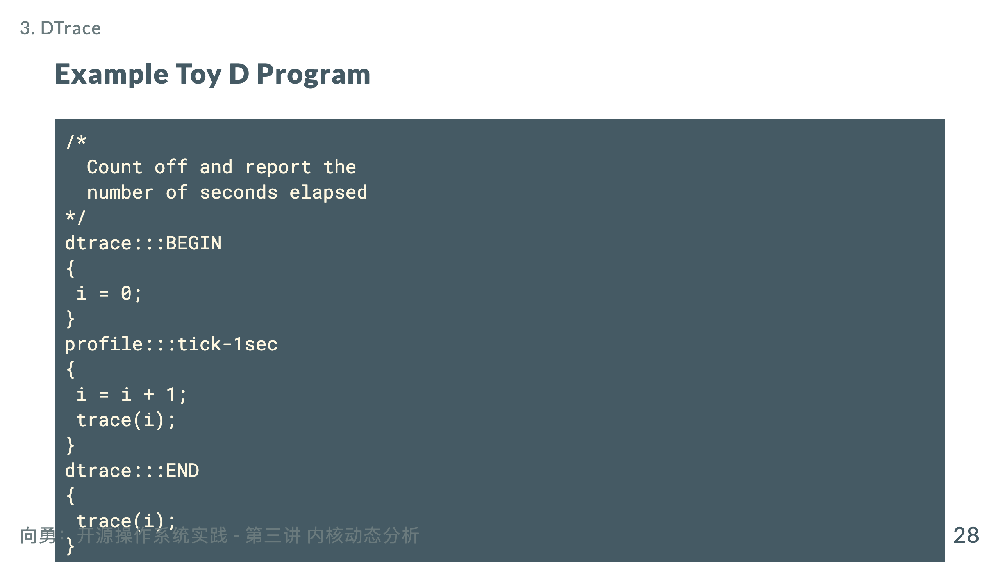 3. DTrace
Example Toy D Program
/*
  Count off and report the
  number of seconds elapsed
*/
dtrace:::BEGIN
{
 i = 0;
}
profile:::tick-1sec
{
 i = i + 1;
 trace(i);
}
dtrace:::END
{
 trace(i);
}
向勇：开源操作系统实践 - 第三讲 内核动态分析
28